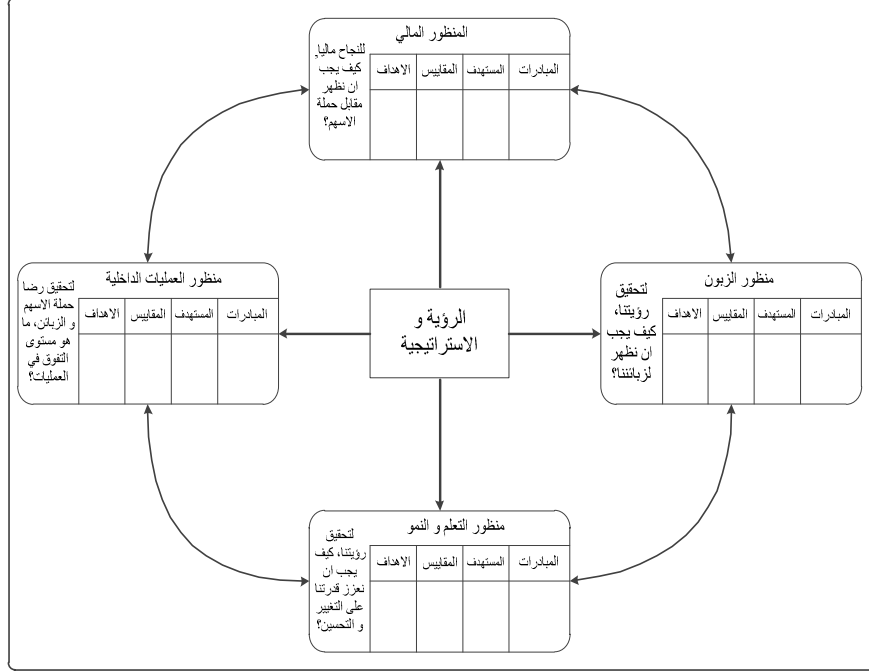 المنظور المالي
للنجاح ماليا,
كيف يجب
ان نظهر
مقابل حملة
الاسهم؟
الاهداف المقاييس المستهدف المبادرات
منظور الزبون
لتحقيق
رؤيتنا،
كيف يجب
ان نظهر
لزبائننا؟
الاهداف المقاييس المستهدف المبادرات
الرؤية و
الاستراتيجية
منظور العمليات الداخلية
لتحقيق رضا
حملة الاسهم
و الزبائن، ما
هو مستوى
التفوق في
العمليات؟
الاهداف المقاييس المستهدف المبادرات
منظور التعلم و النمو
لتحقيق
رؤيتنا، كيف
يجب ان
نعزز قدرتنا
على التغيير
و التحسين؟
الاهداف المقاييس المستهدف المبادرات